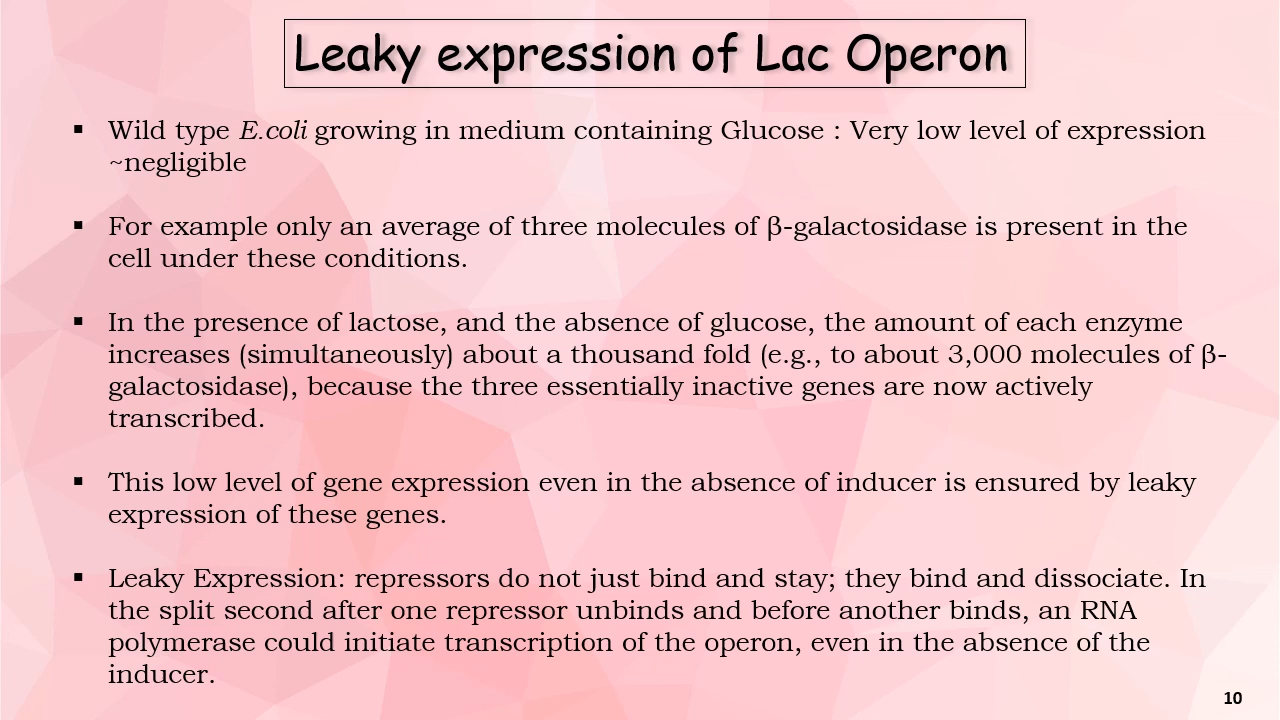 Leaky expression of Lac Operon
▪ Wild type E.coli growing in medium containing Glucose : Very low level of expression
~negligible
▪ For example only an average of three molecules of β-galactosidase is present in the
cell under these conditions.
▪ In the presence of lactose, and the absence of glucose, the amount of each enzyme
increases (simultaneously) about a thousand fold (e.g., to about 3,000 molecules of β-
galactosidase), because the three essentially inactive genes are now actively
transcribed.
▪ This low level of gene expression even in the absence of inducer is ensured by leaky
expression of these genes.
▪ Leaky Expression: repressors do not just bind and stay; they bind and dissociate. In
the split second after one repressor unbinds and before another binds, an RNA
polymerase could initiate transcription of the operon, even in the absence of the
inducer.
10